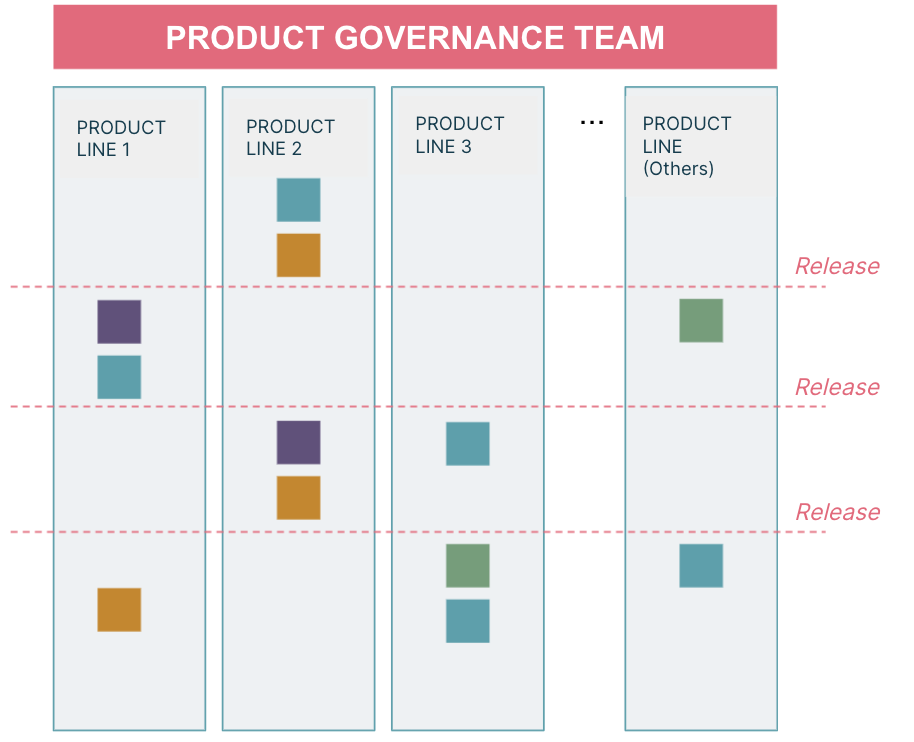 PRODUCT GOVERNANCE TEAM
PRODUCT
LINE 1
PRODUCT
LINE 2
PRODUCT
LINE 3
...
PRODUCT
LINE
(Others)
Release
Release
Release